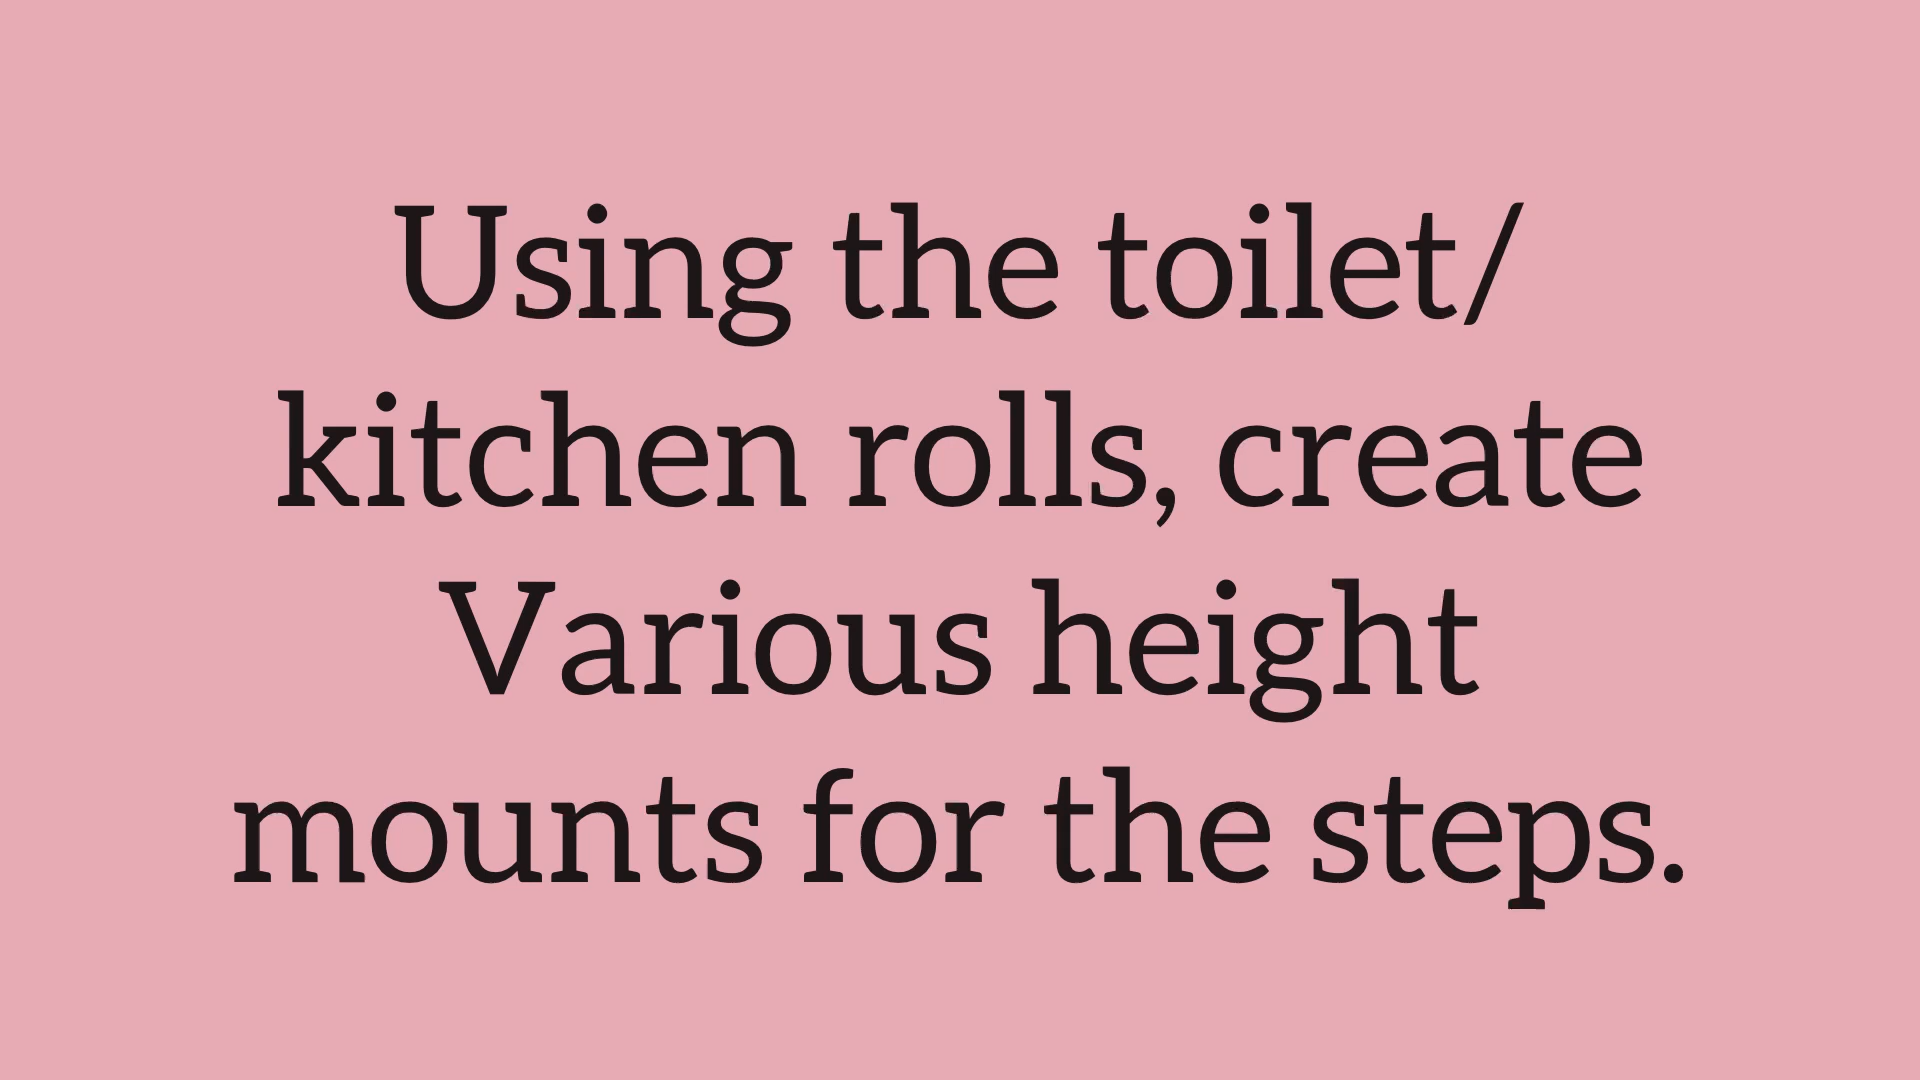 Using the toilet/
kitchen rolls, create
Various height
mounts for the steps.